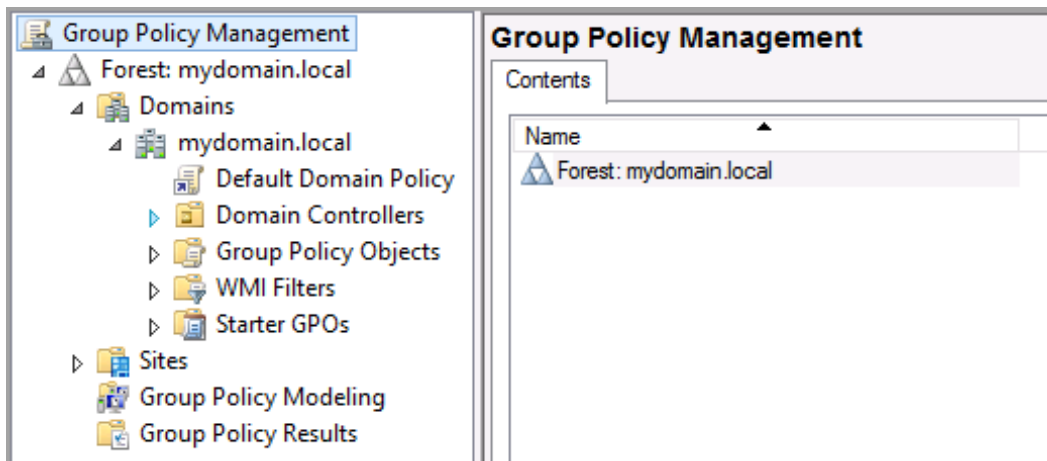 Group Policy Management
Forest: mydomain.local
Domains
mydomain.local
Default Domain Policy
Domain Controllers
Group Policy Objects
WMI Filters
Starter GPOs
Sites
Group Policy Modeling
Group Policy Results
Group Policy Management
Contents
Name
Forest: mydomain.local